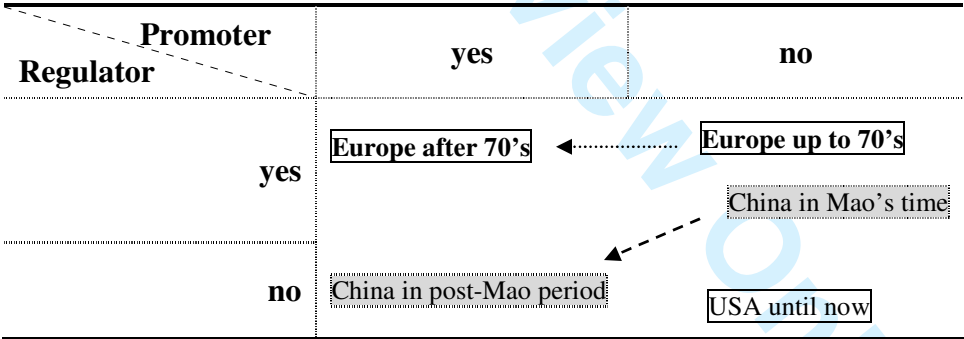 Promoter
Regulator
yes
no
yes
Europe after 70's
Europe up to 70's
China in Mao's time
no
China in post-Mao period
USA until now